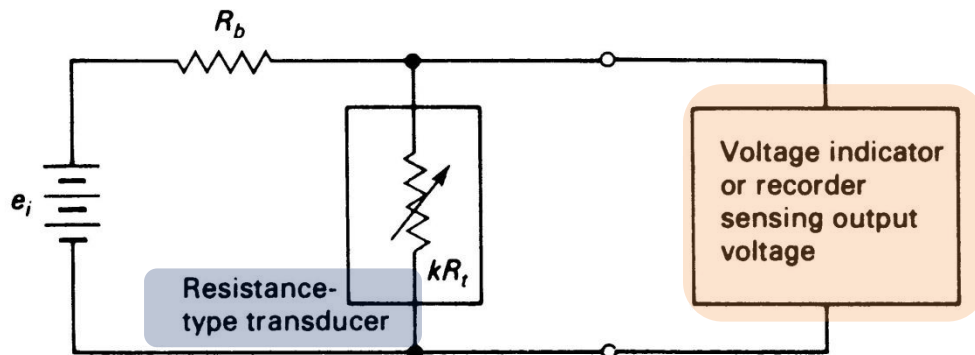 R_b
e_i
kR_t
Resistance-
type transducer
Voltage indicator
or recorder
sensing output
voltage